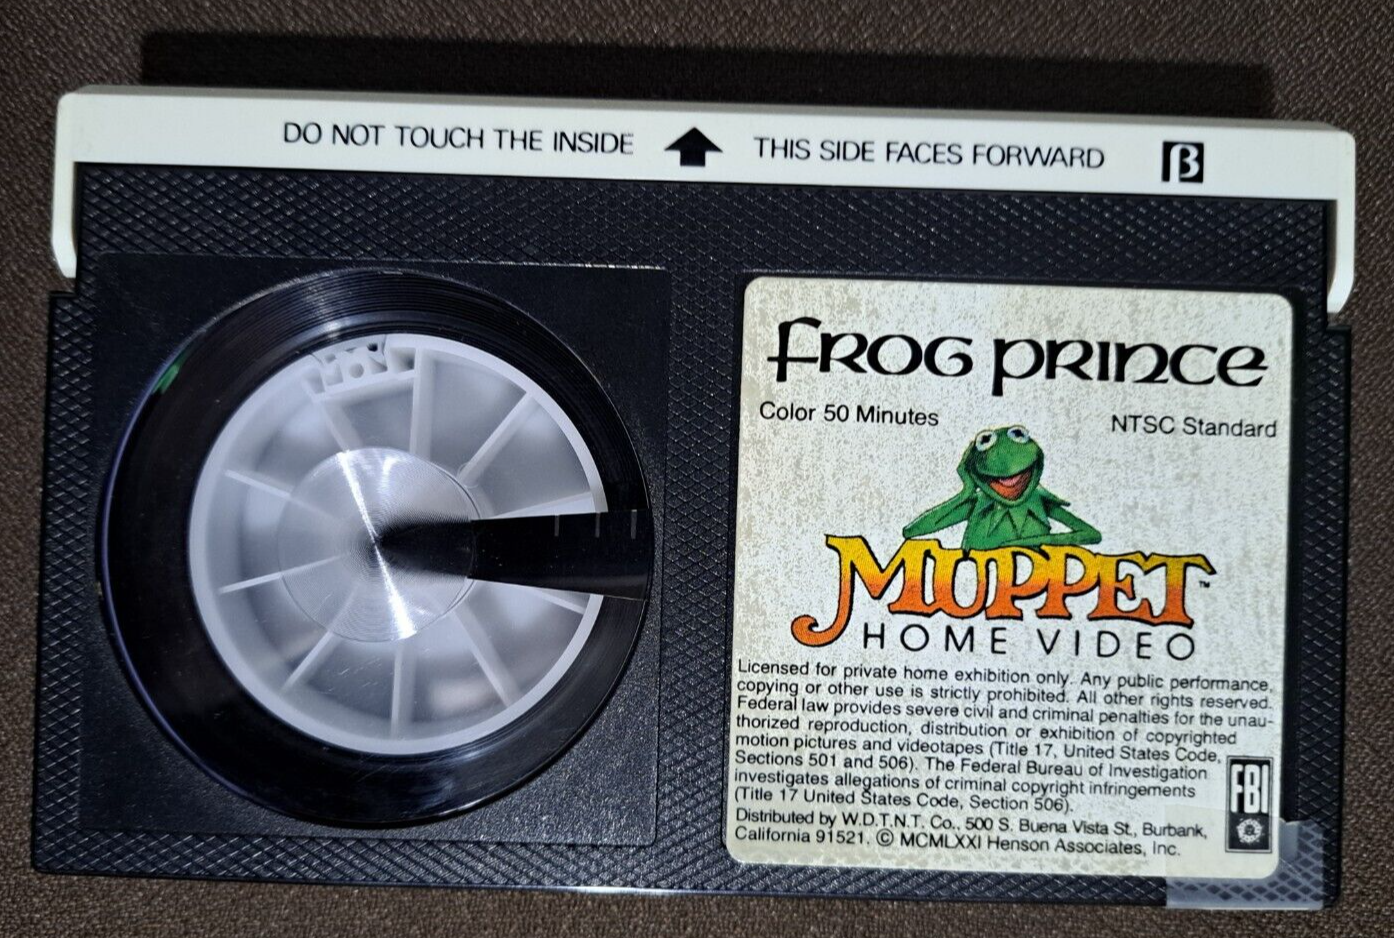 DO NOT TOUCH THE INSIDE THIS SIDE FACES FORWARD β
FROG PRINCE
Color 50 Minutes NTSC Standard
MUPPET™
HOME VIDEO
Licensed for private home exhibition only. Any public performance,
copying or other use is strictly prohibited. All other rights reserved.
Federal law provides severe civil and criminal penalties for the unau-
thorized reproduction, distribution or exhibition of copyrighted
motion pictures and videotapes (Title 17, United States Code,
Sections 501 and 506). The Federal Bureau of Investigation
investigates allegations of criminal copyright infringements
(Title 17 United States Code, Section 506).
FBI
Distributed by W.D.T.N.T. Co., 500 S. Buena Vista St., Burbank,
California 91521. © MCMLXXI Henson Associates, Inc.